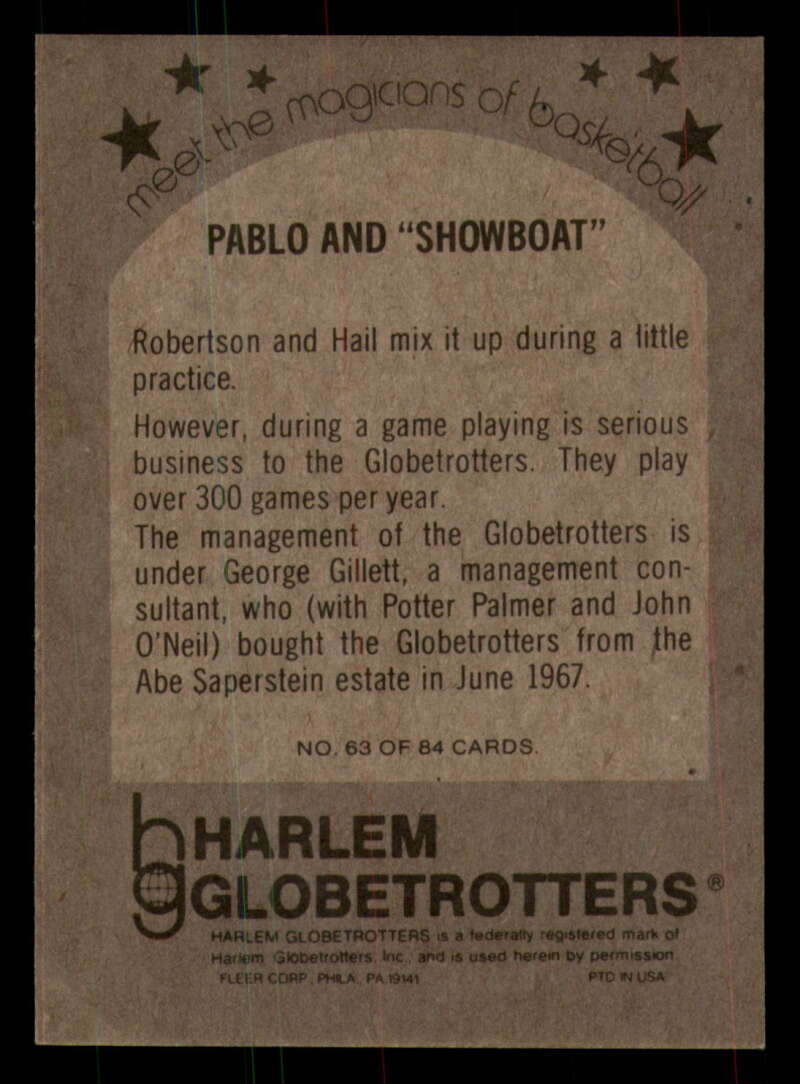 meet the magicians of basketball
PABLO AND “SHOWBOAT”
Robertson and Hail mix it up during a little
practice.
However, during a game playing is serious
business to the Globetrotters. They play
over 300 games per year.
The management of the Globetrotters is
under George Gillett, a management con-
sultant, who (with Potter Palmer and John
O'Neil) bought the Globetrotters from the
Abe Saperstein estate in June 1967.
NO. 63 OF 84 CARDS.
hg HARLEM
GLOBETROTTERS®
HARLEM GLOBETROTTERS is a federally registered mark of
Harlem Globetrotters, Inc., and is used herein by permission.
FLEER CORP., PHILA., PA 19141 PTD IN USA